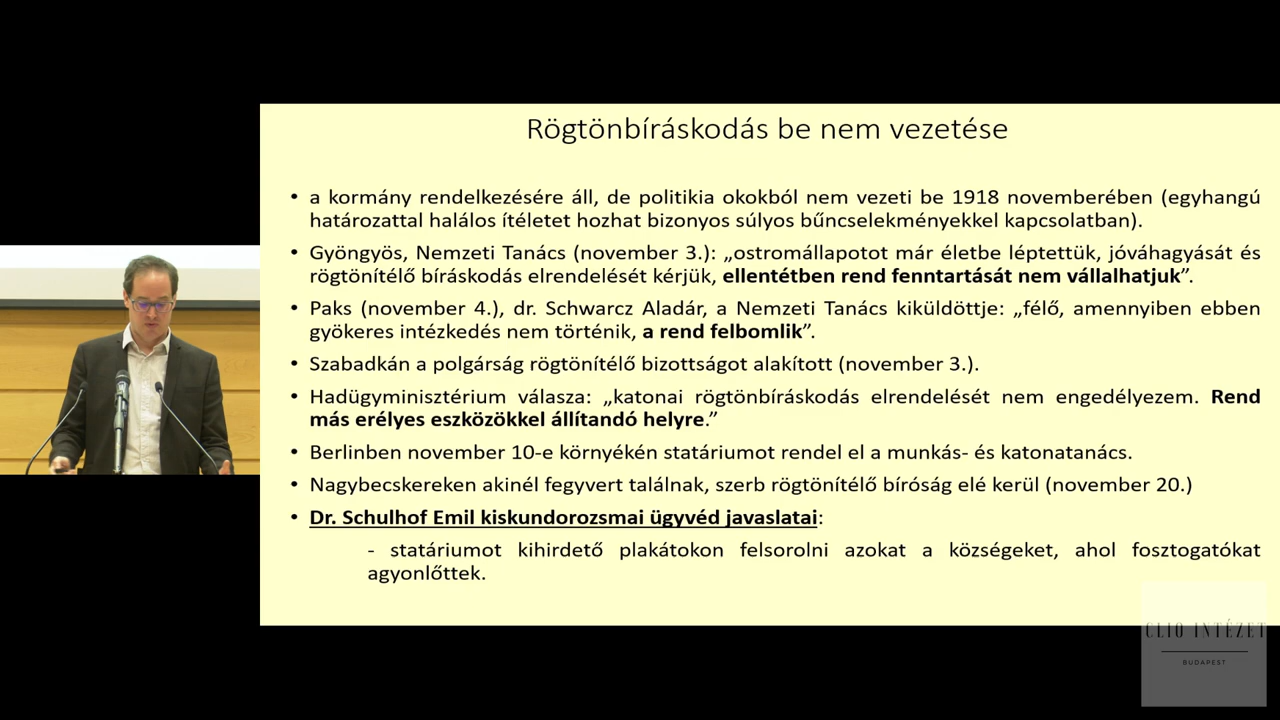 Rögtönbíráskodás be nem vezetése
• a kormány rendelkezésére áll, de politikia okokból nem vezeti be 1918 novemberében (egyhangú
határozattal halálos ítéletet hozhat bizonyos súlyos bűncselekményekkel kapcsolatban).
• Gyöngyös, Nemzeti Tanács (november 3.): „ostromállapotot már életbe léptettük, jóváhagyását és
rögtönítélő bíráskodás elrendelését kérjük, ellentétben rend fenntartását nem vállalhatjuk”.
• Paks (november 4.), dr. Schwarcz Aladár, a Nemzeti Tanács kiküldöttje: „félő, amennyiben ebben
gyökeres intézkedés nem történik, a rend felbomlik”.
• Szabadkán a polgárság rögtönítélő bizottságot alakított (november 3.).
• Hadügyminisztérium válasza: „katonai rögtönbíráskodás elrendelését nem engedélyezem. Rend
más erélyes eszközökkel állítandó helyre.”
• Berlinben november 10-e környékén statáriumot rendel el a munkás- és katonatanács.
• Nagybecskereken akinél fegyvert találnak, szerb rögtönítélő bíróság elé kerül (november 20.)
• Dr. Schulhof Emil kiskundorozsmai ügyvéd javaslatai:
- statáriumot kihirdető plakátokon felsorolni azokat a községeket, ahol fosztogatókat
agyonlőttek.
CLIO INTÉZET
BUDAPEST